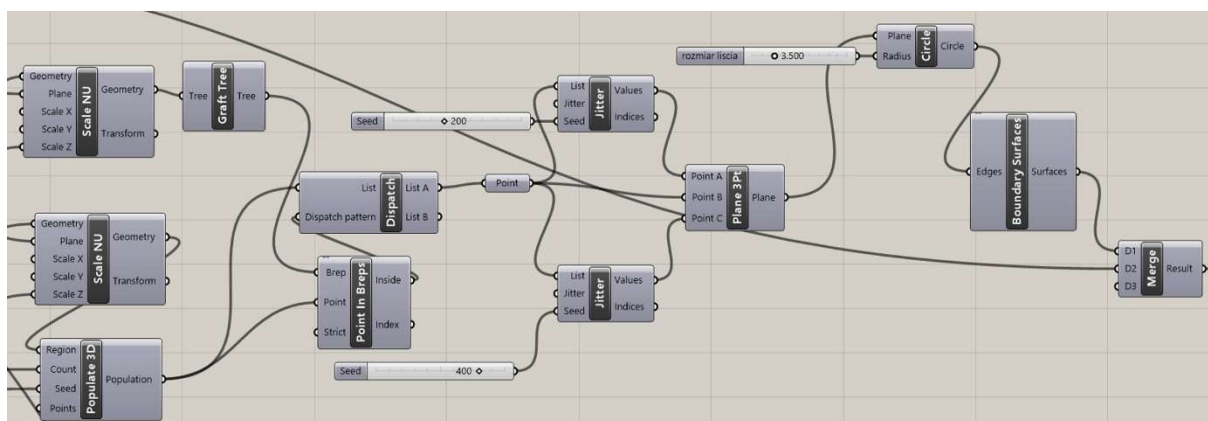 Geometry
Plane
Scale X
Scale Y
Scale Z
Scale NU
Geometry
Transform
Tree
Graft Tree
Tree
Geometry
Plane
Scale X
Scale Y
Scale Z
Scale NU
Geometry
Transform
Region
Count
Seed
Points
Populate 3D
Population
List
Dispatch pattern
Dispatch
List A
List B
Brep
Point
Strict
Point In Breps
Inside
Index
Seed
200
Seed
400
Point
List
Jitter
Seed
Jitter
Values
Indices
List
Jitter
Seed
Jitter
Values
Indices
Point A
Point B
Point C
Plane 3Pt
Plane
rozmiar liscia
3.500
Plane
Radius
Circle
Circle
Edges
Boundary Surfaces
Surfaces
D1
D2
D3
Merge
Result